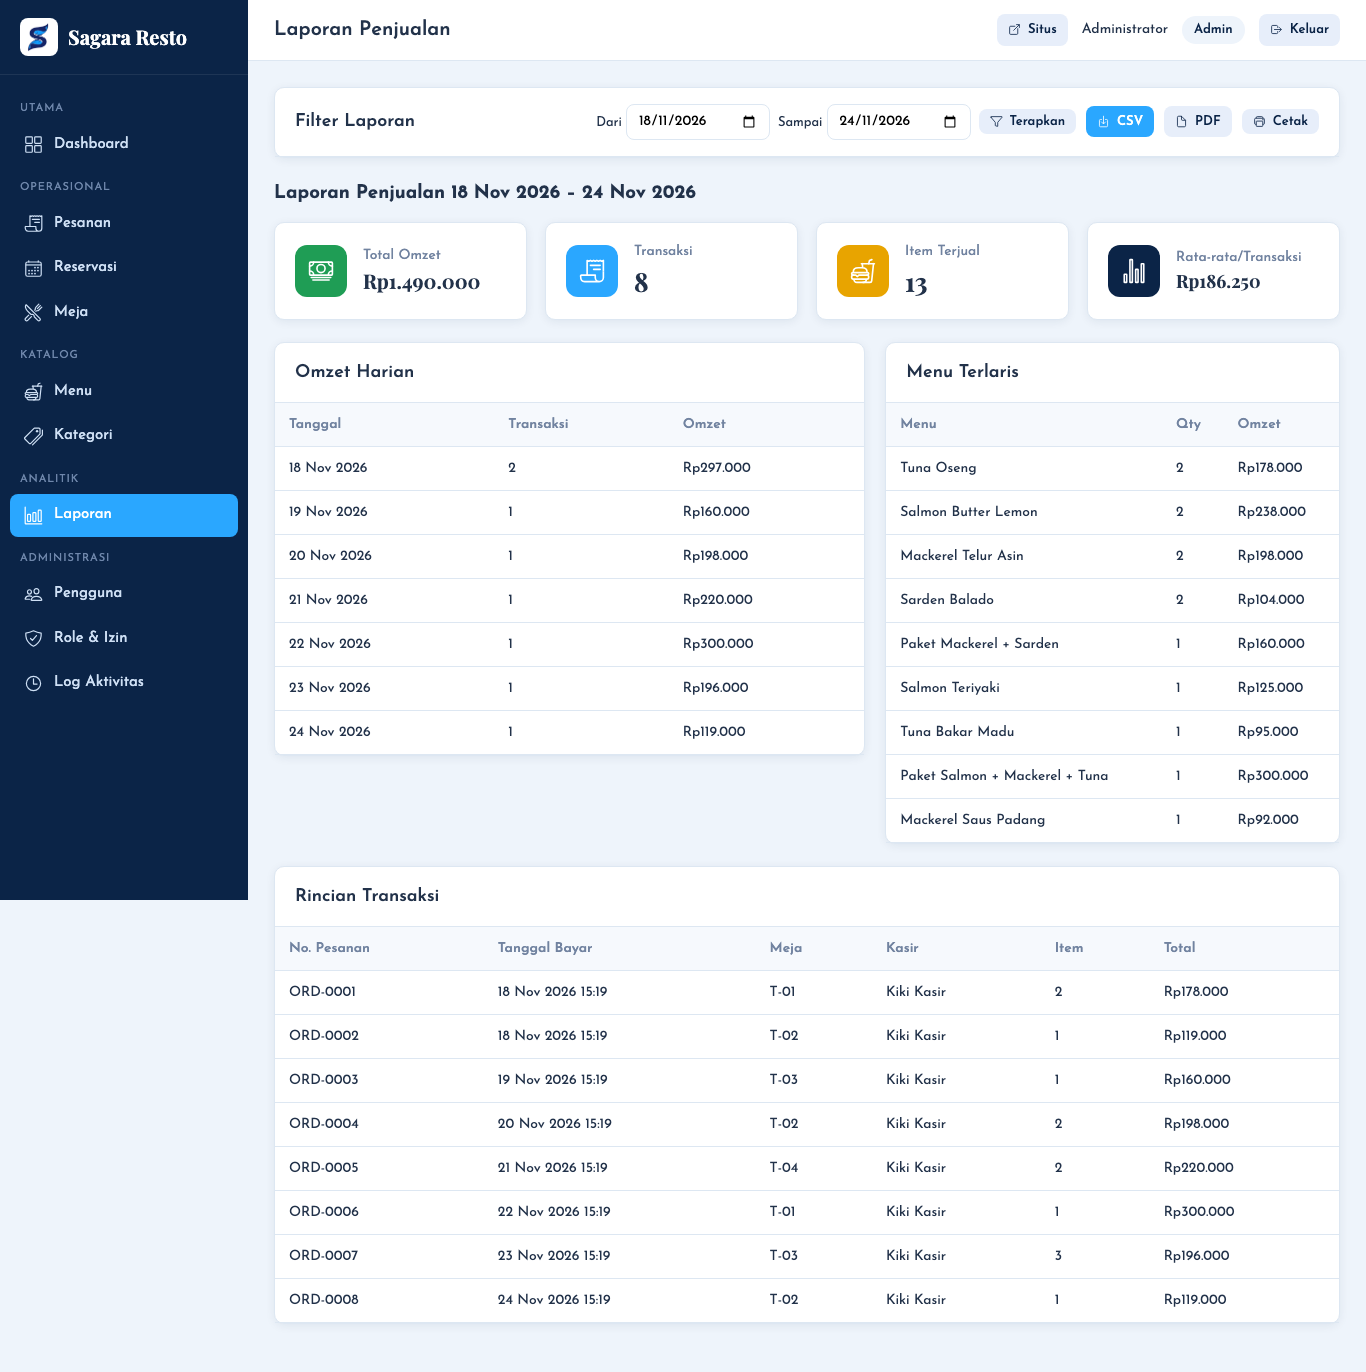 Sagara Resto
UTAMA
Dashboard
OPERASIONAL
Pesanan
Reservasi
Meja
KATALOG
Menu
Kategori
ANALITIK
Laporan
ADMINISTRASI
Pengguna
Role & Izin
Log Aktivitas
Laporan Penjualan
Situs Administrator Admin Keluar
Filter Laporan Dari 18/11/2026 Sampai 24/11/2026 Terapkan CSV PDF Cetak
Laporan Penjualan 18 Nov 2026 – 24 Nov 2026
Total Omzet
Rp1.490.000
Transaksi
8
Item Terjual
13
Rata-rata/Transaksi
Rp186.250
Omzet Harian
Tanggal Transaksi Omzet
18 Nov 2026 2 Rp297.000
19 Nov 2026 1 Rp160.000
20 Nov 2026 1 Rp198.000
21 Nov 2026 1 Rp220.000
22 Nov 2026 1 Rp300.000
23 Nov 2026 1 Rp196.000
24 Nov 2026 1 Rp119.000
Menu Terlaris
Menu Qty Omzet
Tuna Oseng 2 Rp178.000
Salmon Butter Lemon 2 Rp238.000
Mackerel Telur Asin 2 Rp198.000
Sarden Balado 2 Rp104.000
Paket Mackerel + Sarden 1 Rp160.000
Salmon Teriyaki 1 Rp125.000
Tuna Bakar Madu 1 Rp95.000
Paket Salmon + Mackerel + Tuna 1 Rp300.000
Mackerel Saus Padang 1 Rp92.000
Rincian Transaksi
No. Pesanan Tanggal Bayar Meja Kasir Item Total
ORD-0001 18 Nov 2026 15:19 T-01 Kiki Kasir 2 Rp178.000
ORD-0002 18 Nov 2026 15:19 T-02 Kiki Kasir 1 Rp119.000
ORD-0003 19 Nov 2026 15:19 T-03 Kiki Kasir 1 Rp160.000
ORD-0004 20 Nov 2026 15:19 T-02 Kiki Kasir 2 Rp198.000
ORD-0005 21 Nov 2026 15:19 T-04 Kiki Kasir 2 Rp220.000
ORD-0006 22 Nov 2026 15:19 T-01 Kiki Kasir 1 Rp300.000
ORD-0007 23 Nov 2026 15:19 T-03 Kiki Kasir 3 Rp196.000
ORD-0008 24 Nov 2026 15:19 T-02 Kiki Kasir 1 Rp119.000